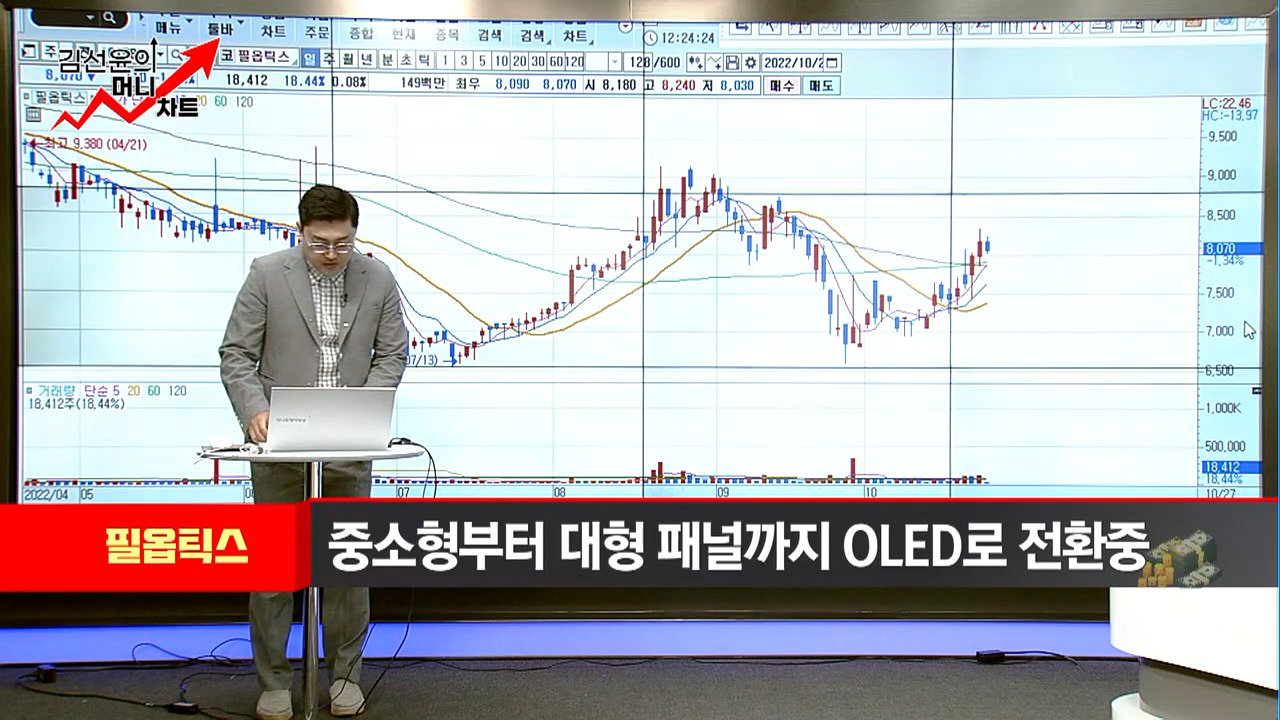 메뉴 툴바 차트 주문 종합 현재 종목 검색 검색 차트
12:24:24
필옵틱스 일 주 월 년 분 초 틱 1 3 5 10 20 30 60 120 128 /600 2022/10/2
18,412 18.44% 0.08% 149백만 최우 8,090 8,070 시 8,180 고 8,240 저 8,030 매수 매도
김선유의
머니
차트
필옵틱스 20 60 120
LC:22,46
HC:-13,97
최고 9,380 (04/21)
9,500
9,000
8,500
8,070
-1.34%
7,500
7,000
6,500
07/13)
거래량 단순 5 20 60 120
18,412주(18,44%)
1,000K
500,000
18,412
18,44%
2022/04 05 07 08 09 10 10/27
필옵틱스 중소형부터 대형 패널까지 OLED로 전환중